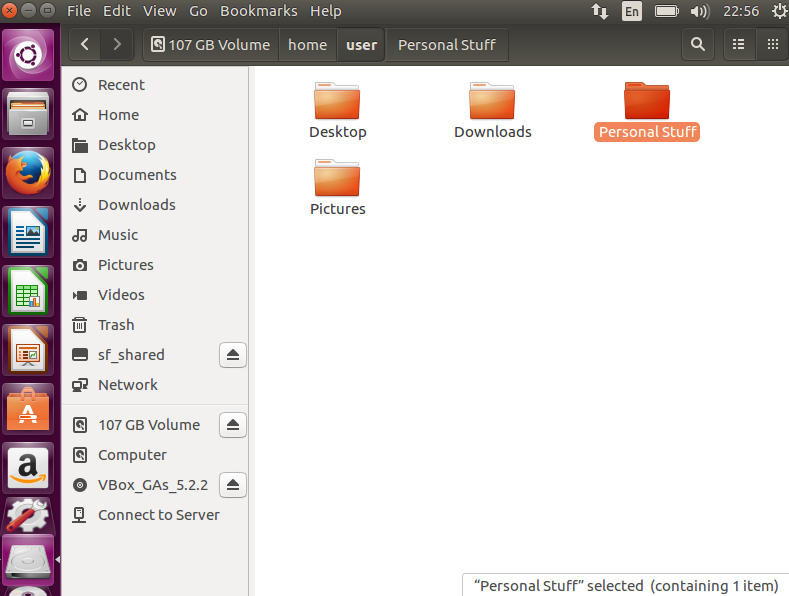 File Edit View Go Bookmarks Help En 22:56
107 GB Volume home user Personal Stuff
Recent
Home
Desktop
Documents
Downloads
Music
Pictures
Videos
Trash
sf_shared
Network
107 GB Volume
Computer
VBox_GAs_5.2.2
Connect to Server
Desktop Downloads Personal Stuff
Pictures
A
a
“Personal Stuff” selected (containing 1 item)